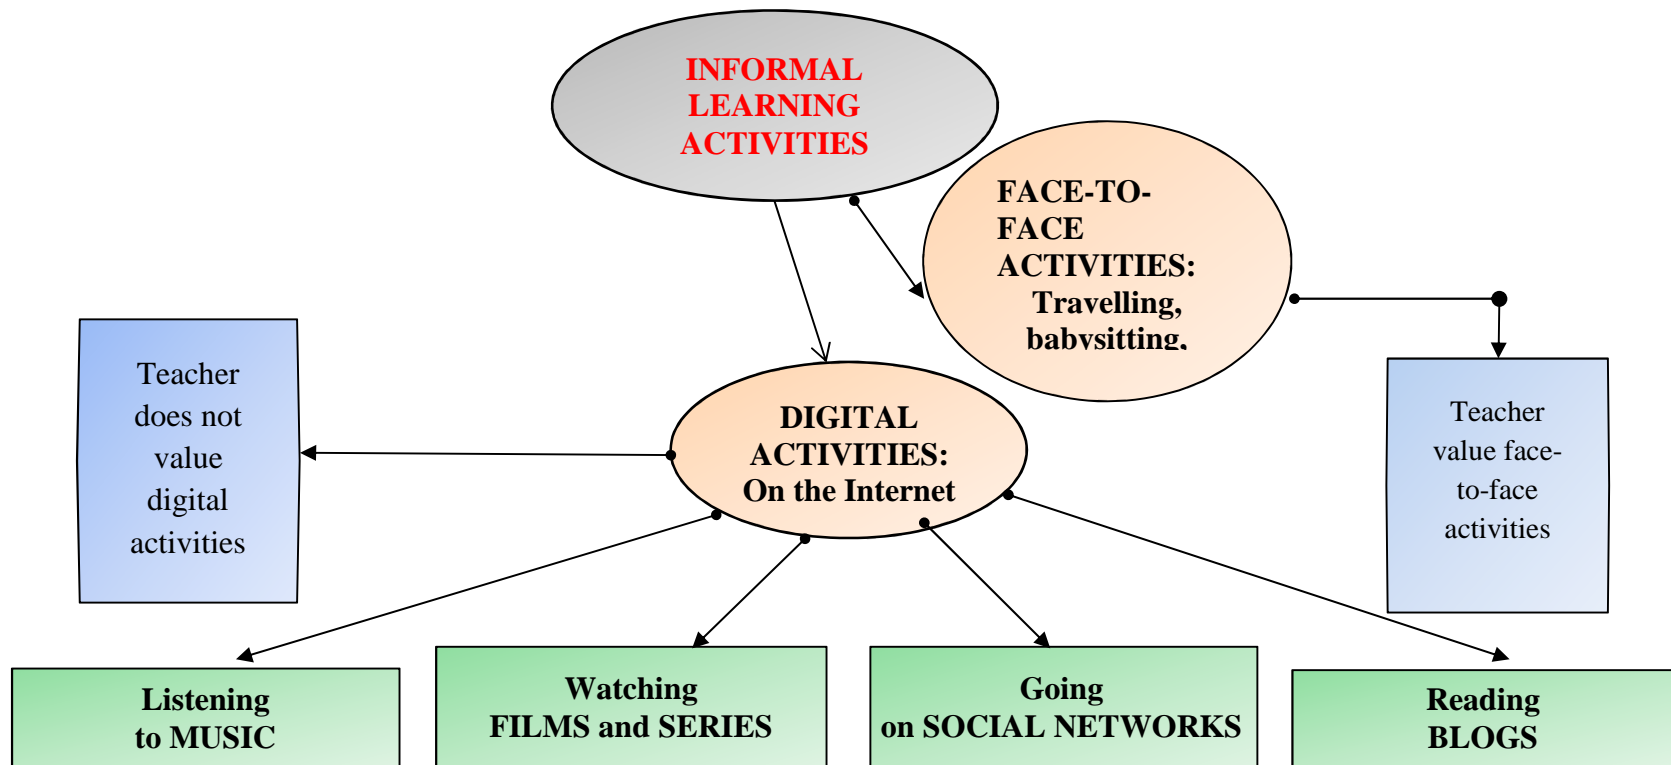 INFORMAL
LEARNING
ACTIVITIES
FACE-TO-
FACE
ACTIVITIES:
Travelling,
babysitting,
Teacher
does not
value
digital
activities
DIGITAL
ACTIVITIES:
On the Internet
Teacher
value face-
to-face
activities
Listening
to MUSIC
Watching
FILMS and SERIES
Going
on SOCIAL NETWORKS
Reading
BLOGS